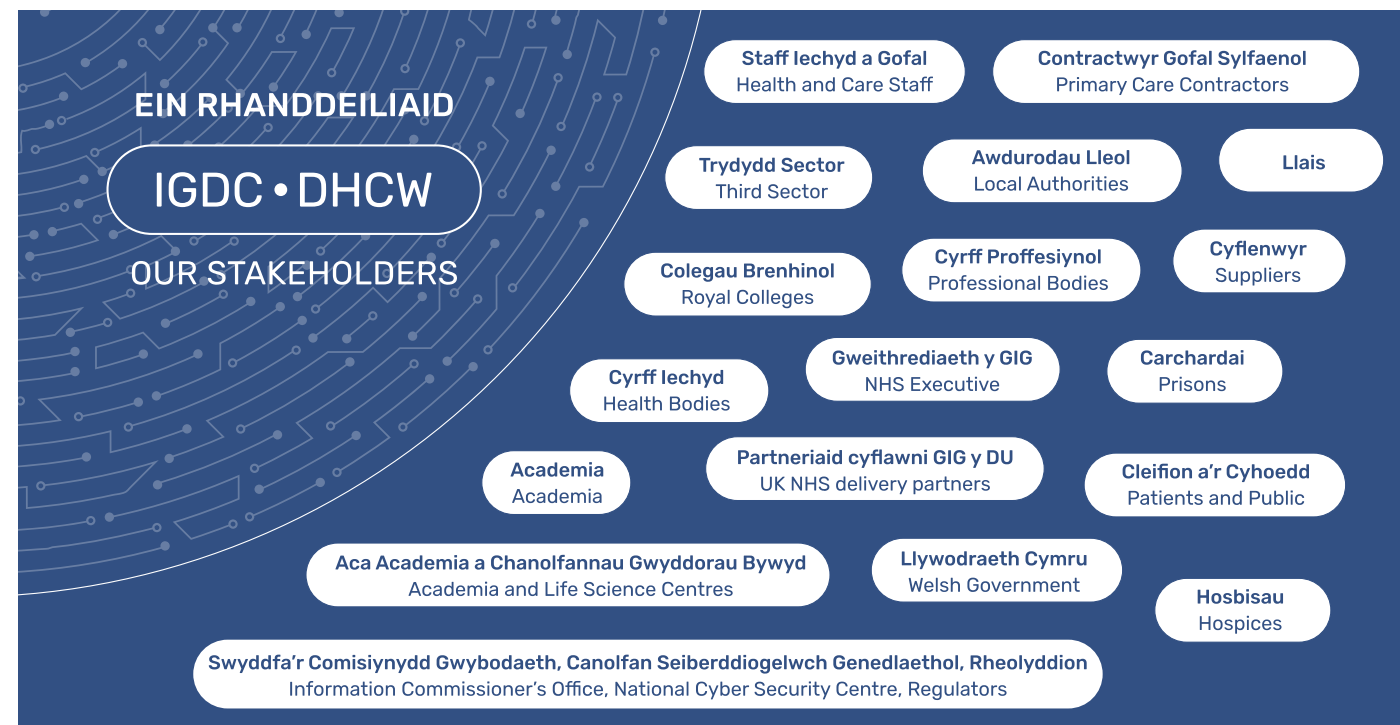 EIN RHANDDEILIAID
IGDC • DHCW
OUR STAKEHOLDERS
Staff Iechyd a Gofal
Health and Care Staff
Contractwyr Gofal Sylfaenol
Primary Care Contractors
Trydydd Sector
Third Sector
Awdurodau Lleol
Local Authorities
Llais
Colegau Brenhinol
Royal Colleges
Cyrff Proffesiynol
Professional Bodies
Cyflenwyr
Suppliers
Cyrff Iechyd
Health Bodies
Gweithrediaeth y GIG
NHS Executive
Carchardai
Prisons
Academia
Academia
Partneriaid cyflawni GIG y DU
UK NHS delivery partners
Cleifion a’r Cyhoedd
Patients and Public
Aca Academia a Chanolfannau Gwyddorau Bywyd
Academia and Life Science Centres
Llywodraeth Cymru
Welsh Government
Hosbisau
Hospices
Swyddfa’r Comisiynydd Gwybodaeth, Canolfan Seiberddiogelwch Genedlaethol, Rheolyddion
Information Commissioner’s Office, National Cyber Security Centre, Regulators